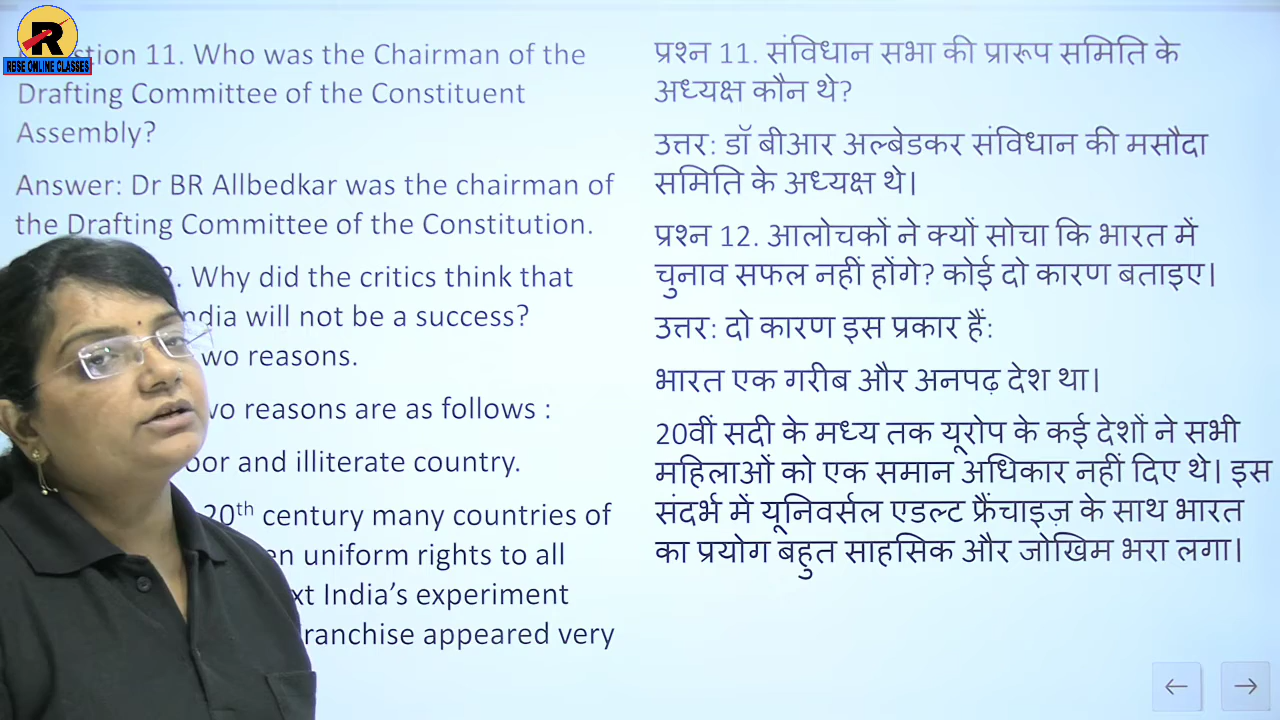 R
RBSE ONLINE CLASSES
tion 11. Who was the Chairman of the
Drafting Committee of the Constituent
Assembly?
Answer: Dr BR Allbedkar was the chairman of
the Drafting Committee of the Constitution.
2. Why did the critics think that
ndia will not be a success?
wo reasons.
wo reasons are as follows :
oor and illiterate country.
20th century many countries of
en uniform rights to all
xt India’s experiment
franchise appeared very
प्रश्न 11. संविधान सभा की प्रारूप समिति के
अध्यक्ष कौन थे?
उत्तर: डॉ बीआर अल्बेडकर संविधान की मसौदा
समिति के अध्यक्ष थे।
प्रश्न 12. आलोचकों ने क्यों सोचा कि भारत में
चुनाव सफल नहीं होंगे? कोई दो कारण बताइए।
उत्तर: दो कारण इस प्रकार हैं:
भारत एक गरीब और अनपढ़ देश था।
20वीं सदी के मध्य तक यूरोप के कई देशों ने सभी
महिलाओं को एक समान अधिकार नहीं दिए थे। इस
संदर्भ में यूनिवर्सल एडल्ट फ्रैंचाइज़ के साथ भारत
का प्रयोग बहुत साहसिक और जोखिम भरा लगा।